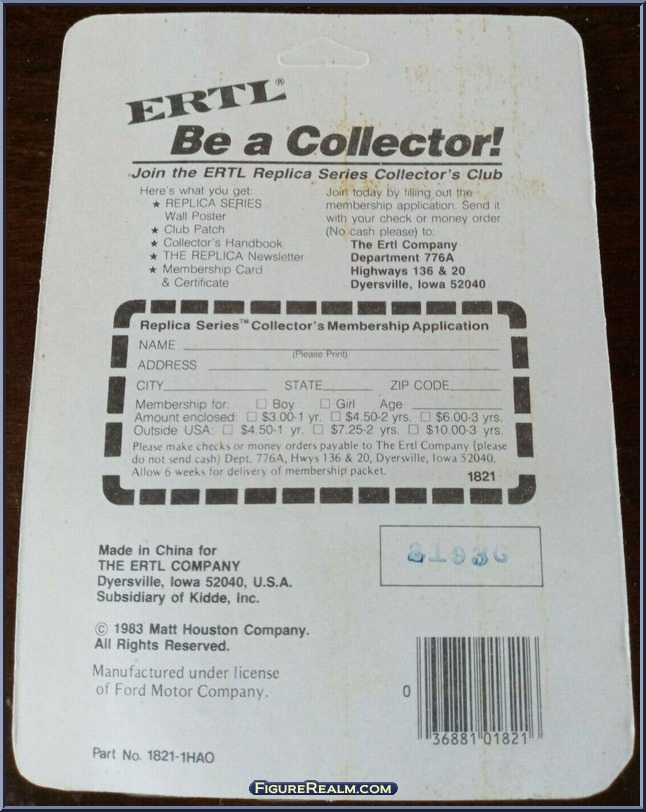 ERTL®
Be a Collector!
Join the ERTL Replica Series Collector's Club
Here's what you get:
★ REPLICA SERIES
Wall Poster
★ Club Patch
★ Collector's Handbook
★ THE REPLICA Newsletter
★ Membership Card
& Certificate
Join today by filling out the
membership application. Send it
with your check or money order
(No cash please) to:
The Ertl Company
Department 776A
Highways 136 & 20
Dyersville, Iowa 52040
Replica Series™ Collector's Membership Application
NAME
(Please Print)
ADDRESS
CITY STATE ZIP CODE
Membership for: ☐ Boy ☐ Girl Age
Amount enclosed: ☐ $3.00-1 yr. ☐ $4.50-2 yrs. ☐ $6.00-3 yrs.
Outside USA: ☐ $4.50-1 yr. ☐ $7.25-2 yrs. ☐ $10.00-3 yrs.
Please make checks or money orders payable to The Ertl Company (please
do not send cash) Dept. 776A, Hwys 136 & 20, Dyersville, Iowa 52040.
Allow 6 weeks for delivery of membership packet.
1821
Made in China for
THE ERTL COMPANY
Dyersville, Iowa 52040, U.S.A.
Subsidiary of Kidde, Inc.
© 1983 Matt Houston Company.
All Rights Reserved.
Manufactured under license
of Ford Motor Company.
Part No. 1821-1HAO
0 36881 01821
FIGUREREALM.COM